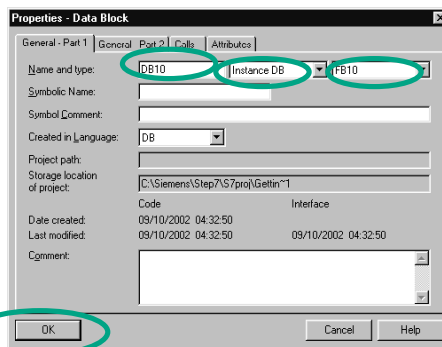 Properties - Data Block
General - Part 1 General Part 2 Calls Attributes
Name and type: DB10 Instance DB FB10
Symbolic Name:
Symbol Comment:
Created in Language: DB
Project path:
Storage location
of project: C:\Siemens\Step7\S7proj\Gettin~1
Code Interface
Date created: 09/10/2002 04:32:50
Last modified: 09/10/2002 04:32:50 09/10/2002 04:32:50
Comment:
OK Cancel Help